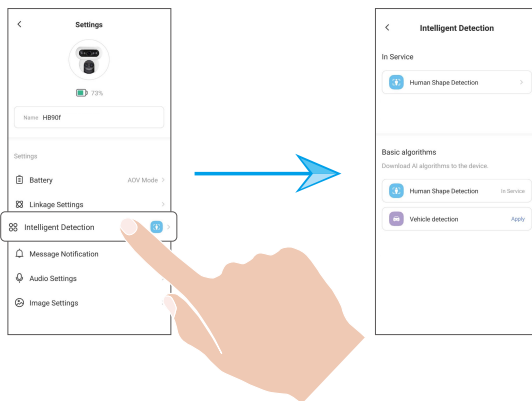 Settings
73%
Name HB90f
Settings
Battery AOV Mode
Linkage Settings
Intelligent Detection
Message Notification
Audio Settings
Image Settings
Intelligent Detection
In Service
Human Shape Detection
Basic algorithms
Download AI algorithms to the device.
Human Shape Detection In Service
Vehicle detection Apply